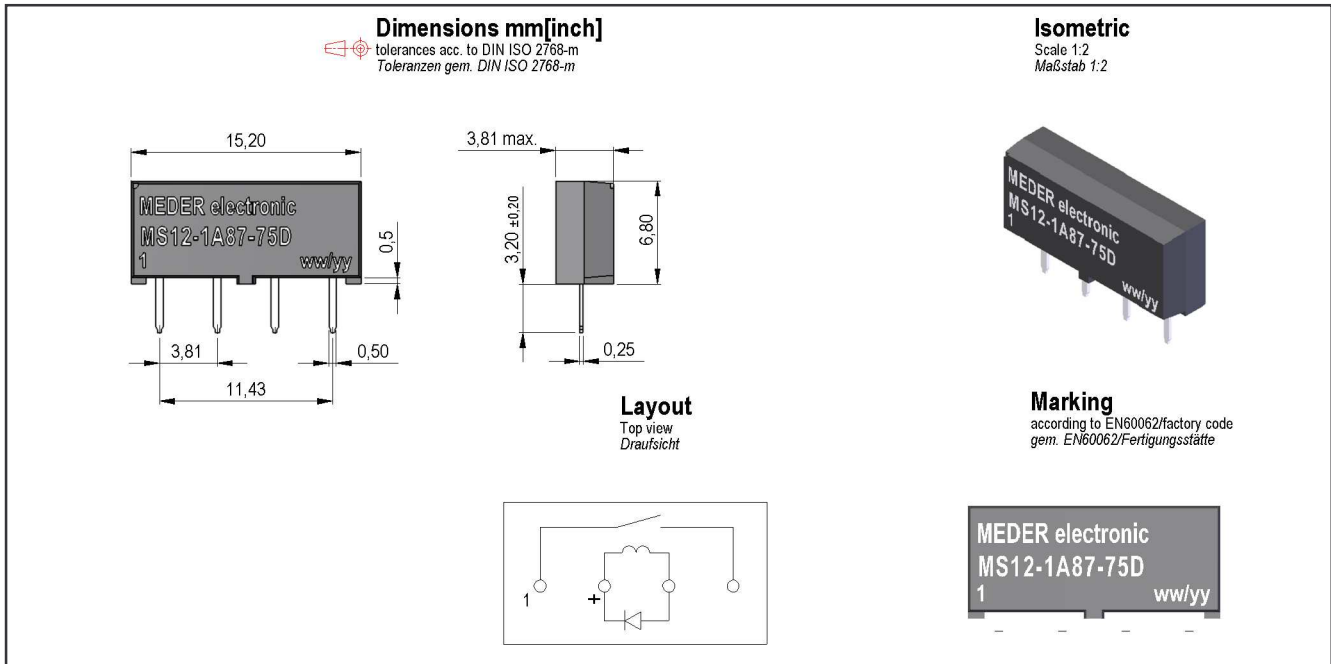 Dimensions mm[inch]
tolerances acc. to DIN ISO 2768-m
Toleranzen gem. DIN ISO 2768-m
Isometric
Scale 1:2
Maßstab 1:2
15,20
MEDER electronic
MS12-1A87-75D
1 ww/yy
0,5
3,81
0,50
11,43
3,81 max.
3,20 ±0,20
6,80
0,25
MEDER electronic
MS12-1A87-75D
1
ww/yy
Layout
Top view
Draufsicht
1 +
Marking
according to EN60062/factory code
gem. EN60062/Fertigungsstätte
MEDER electronic
MS12-1A87-75D
1 ww/yy